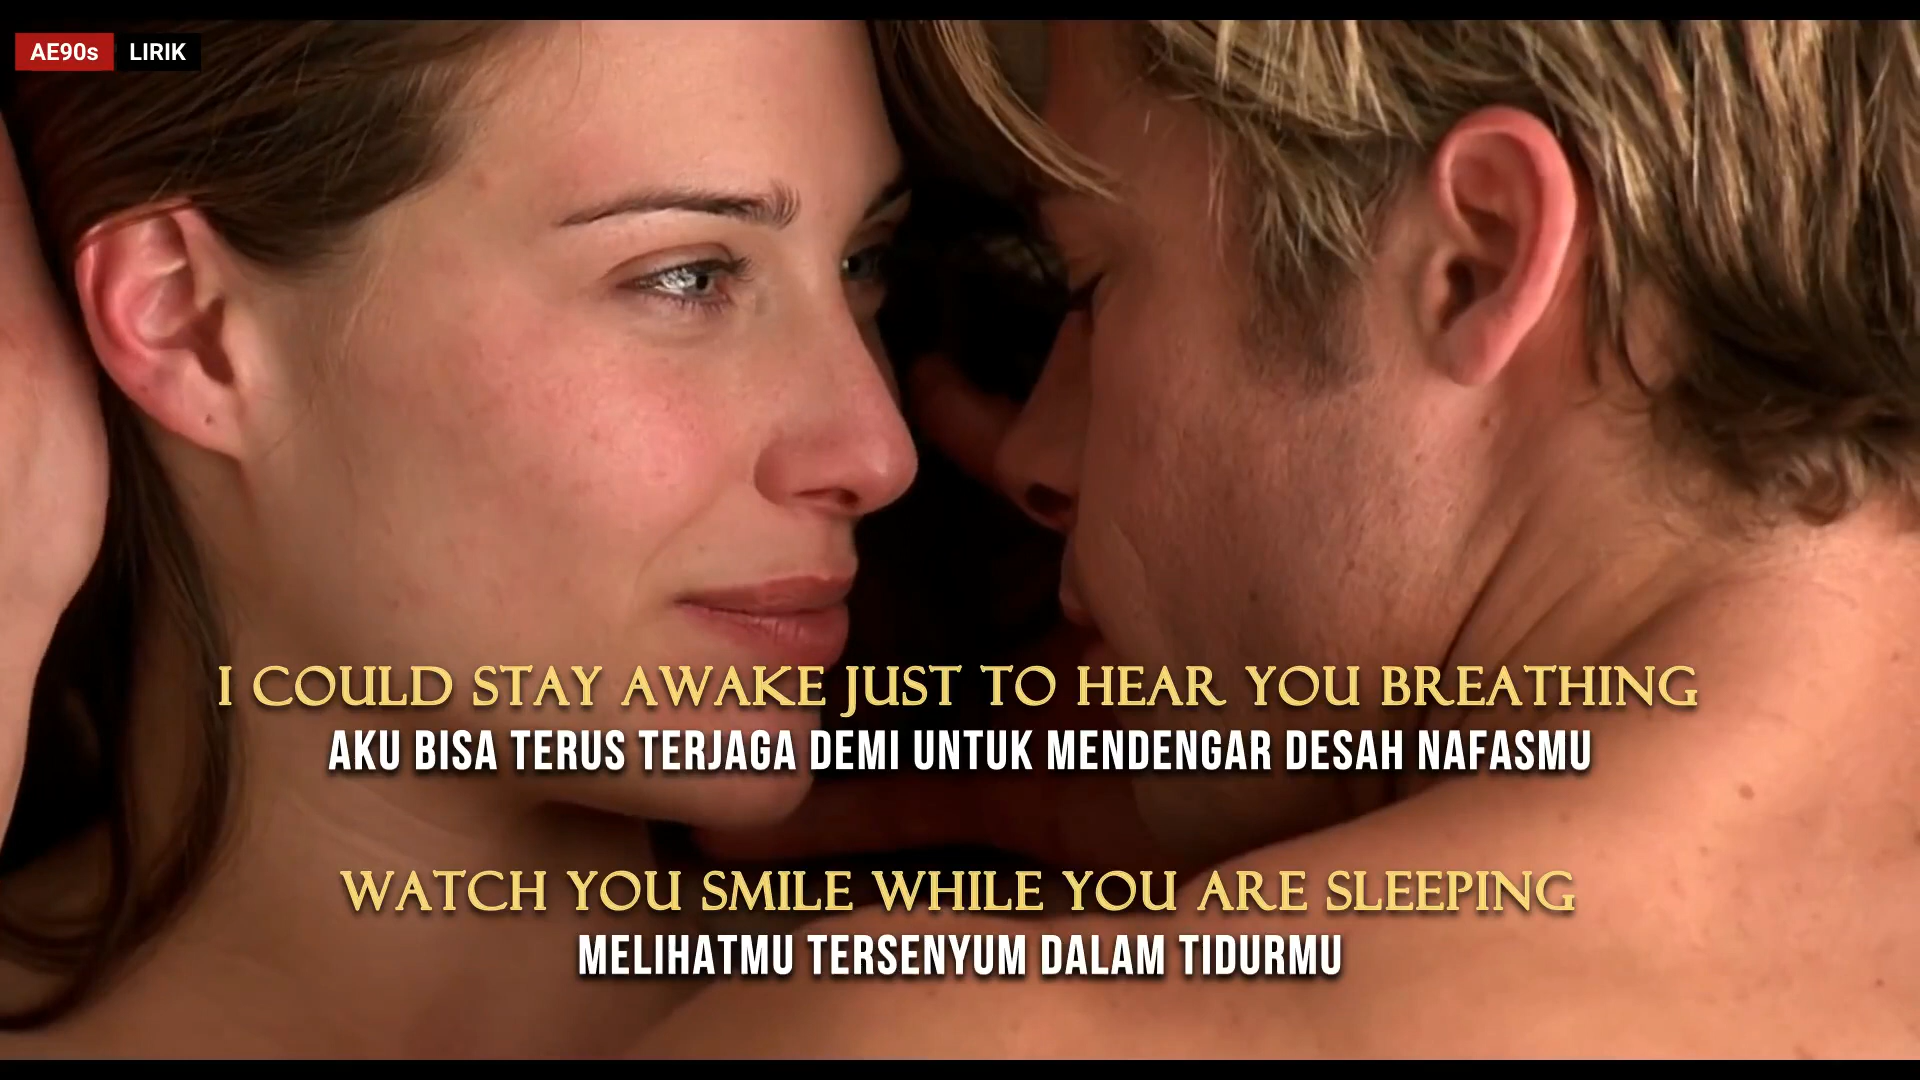 AE90s LIRIK
I COULD STAY AWAKE JUST TO HEAR YOU BREATHING
AKU BISA TERUS TERJAGA DEMI UNTUK MENDENGAR DESAH NAFASMU
WATCH YOU SMILE WHILE YOU ARE SLEEPING
MELIHATMU TERSENYUM DALAM TIDURMU